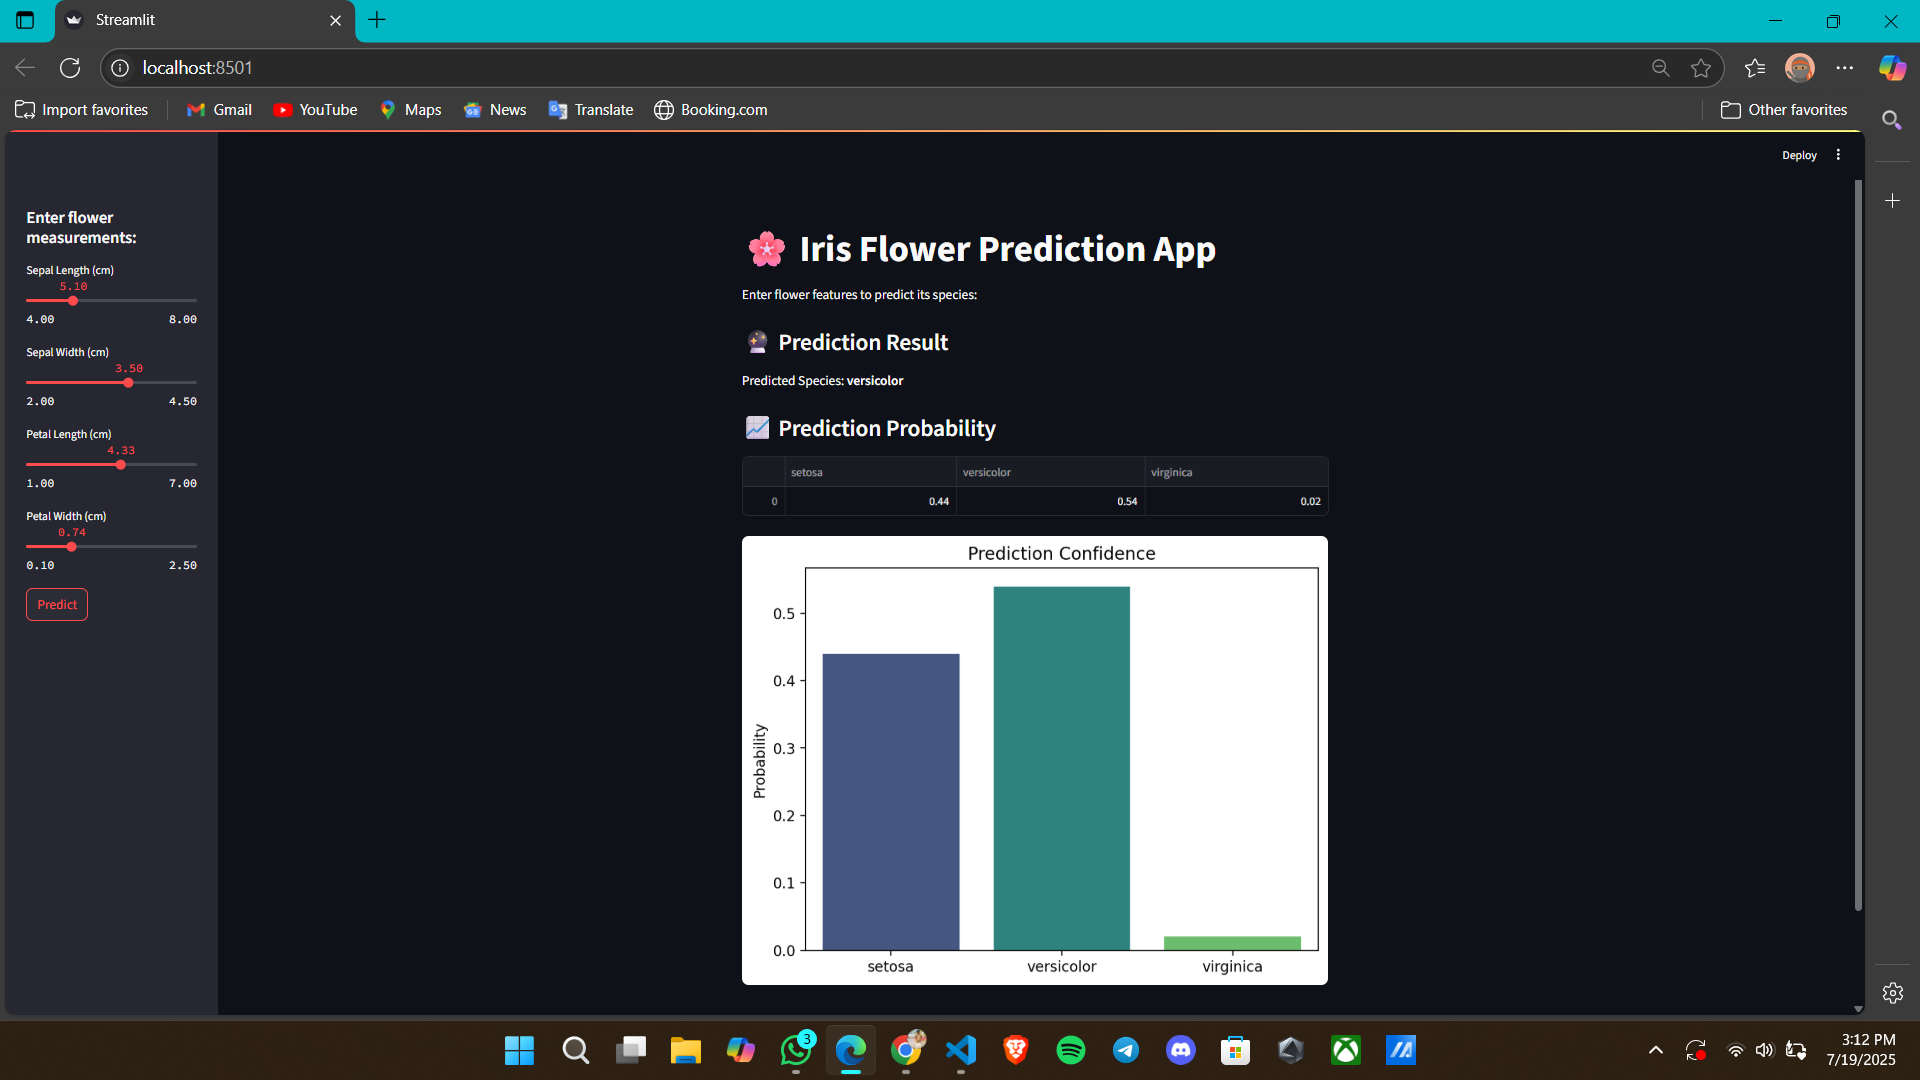 Streamlit
localhost:8501
Import favorites
Gmail
YouTube
Maps
News
Translate
Booking.com
Other favorites
Deploy
Enter flower
measurements:
Sepal Length (cm)
5.10
4.00 8.00
Sepal Width (cm)
3.50
2.00 4.50
Petal Length (cm)
4.33
1.00 7.00
Petal Width (cm)
0.74
0.10 2.50
Predict
Iris Flower Prediction App
Enter flower features to predict its species:
Prediction Result
Predicted Species: versicolor
Prediction Probability
setosa versicolor virginica
0 0.44 0.54 0.02
Prediction Confidence
Probability
0.5
0.4
0.3
0.2
0.1
0.0
setosa versicolor virginica
3
3:12 PM
7/19/2025